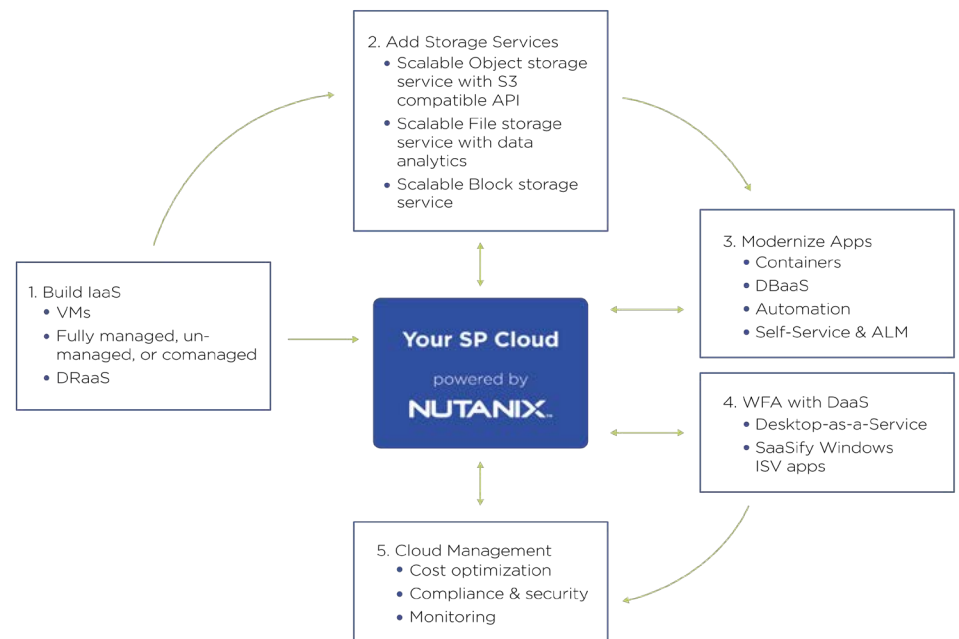 2. Add Storage Services
• Scalable Object storage
service with S3
compatible API
• Scalable File storage
service with data
analytics
• Scalable Block storage
service
1. Build IaaS
• VMs
• Fully managed, un-
managed, or comanaged
• DRaaS
Your SP Cloud
powered by
NUTANIX™
3. Modernize Apps
• Containers
• DBaaS
• Automation
• Self-Service & ALM
4. WFA with DaaS
• Desktop-as-a-Service
• SaaSify Windows
ISV apps
5. Cloud Management
• Cost optimization
• Compliance & security
• Monitoring